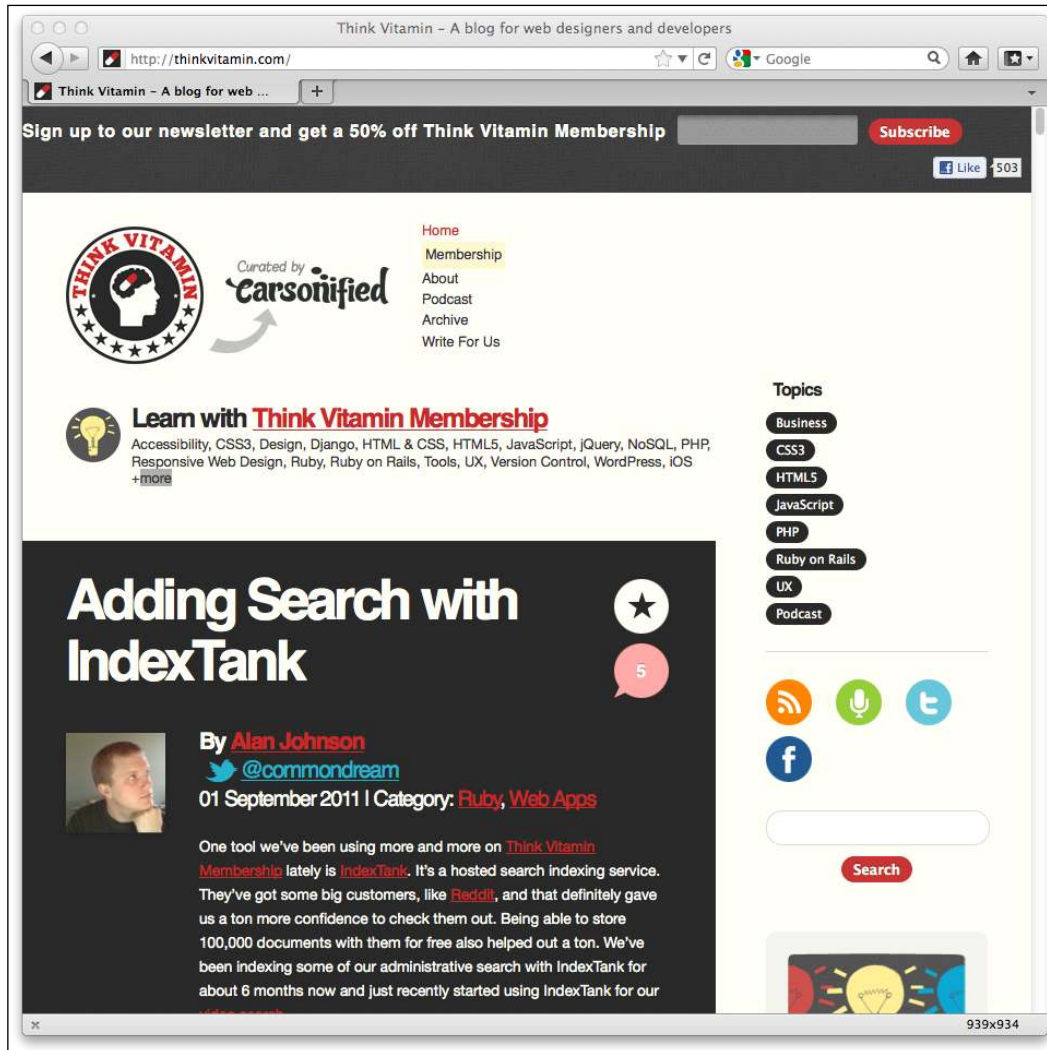 Think Vitamin – A blog for web designers and developers
http://thinkvitamin.com/
Google
Think Vitamin – A blog for web ...
Sign up to our newsletter and get a 50% off Think Vitamin Membership
Subscribe
Like
503
THINK VITAMIN
Curated by
carsonified
Home
Membership
About
Podcast
Archive
Write For Us
Learn with Think Vitamin Membership
Accessibility, CSS3, Design, Django, HTML & CSS, HTML5, JavaScript, jQuery, NoSQL, PHP,
Responsive Web Design, Ruby, Ruby on Rails, Tools, UX, Version Control, WordPress, iOS
+more
Topics
Business
CSS3
HTML5
JavaScript
PHP
Ruby on Rails
UX
Podcast
Search
Adding Search with
IndexTank
5
By Alan Johnson
@commondream
01 September 2011 | Category: Ruby, Web Apps
One tool we've been using more and more on Think Vitamin
Membership lately is IndexTank. It's a hosted search indexing service.
They've got some big customers, like Reddit, and that definitely gave
us a ton more confidence to check them out. Being able to store
100,000 documents with them for free also helped out a ton. We've
been indexing some of our administrative search with IndexTank for
about 6 months now and just recently started using IndexTank for our
video search
939x934